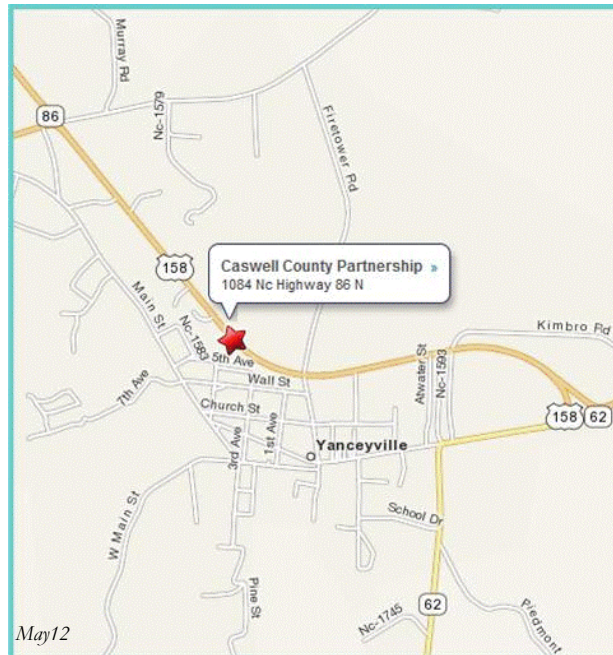 Murray Rd
86
Nc-1579
Firetower Rd
158
Caswell County Partnership »
1084 Nc Highway 86 N
Main St
Nc-1583
5th Ave
Kimbro Rd
Atwater St
Nc-1593
7th Ave
Wall St
Church St
3rd Ave
1st Ave
158
62
Yanceyville
W Main St
School Dr
Pine St
62
Nc-1745
Piedmont
May12